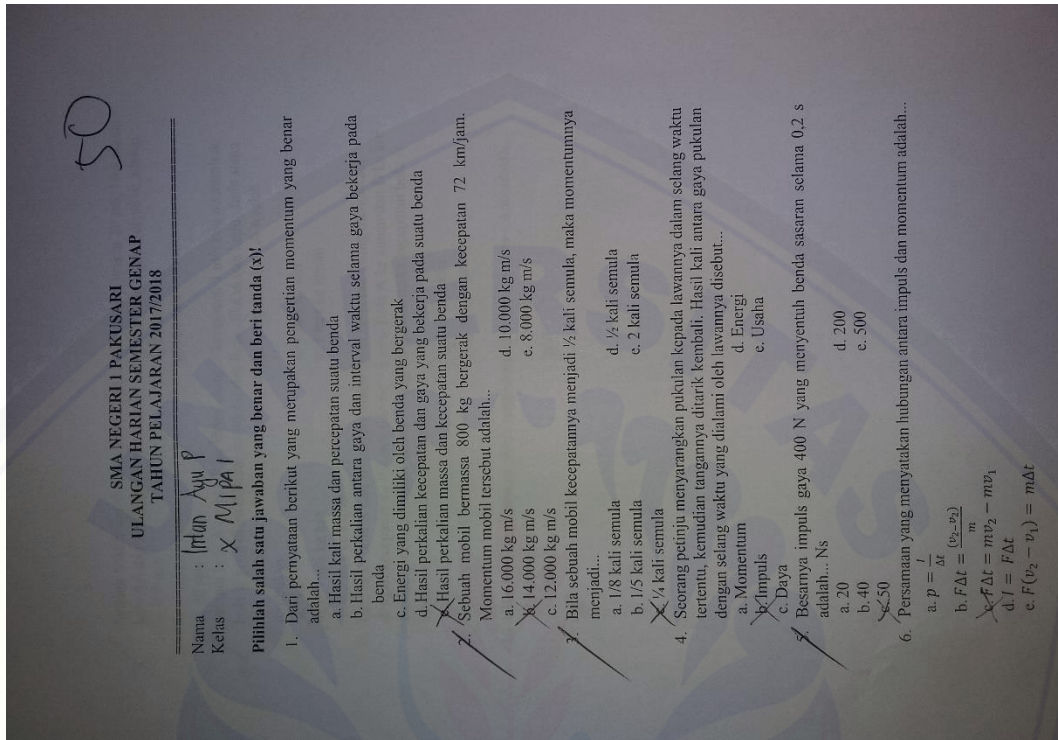 50
SMA NEGERI 1 PAKUSARI
ULANGAN HARIAN SEMESTER GENAP
TAHUN PELAJARAN 2017/2018
Nama : Intan Ayu P
Kelas : X MIPA 1
Pilihlah salah satu jawaban yang benar dan beri tanda (x)!
1. Dari pernyataan berikut yang merupakan pengertian momentum yang benar
adalah...
a. Hasil kali massa dan percepatan suatu benda
b. Hasil perkalian antara gaya dan interval waktu selama gaya bekerja pada
benda
c. Energi yang dimiliki oleh benda yang bergerak
d. Hasil perkalian kecepatan dan gaya yang bekerja pada suatu benda
e. Hasil perkalian massa dan kecepatan suatu benda
2. Sebuah mobil bermassa 800 kg bergerak dengan kecepatan 72 km/jam.
Momentum mobil tersebut adalah...
a. 16.000 kg m/s d. 10.000 kg m/s
b. 14.000 kg m/s e. 8.000 kg m/s
c. 12.000 kg m/s
3. Bila sebuah mobil kecepatannya menjadi ½ kali semula, maka momentumnya
menjadi...
a. 1/8 kali semula d. ½ kali semula
b. 1/5 kali semula e. 2 kali semula
c. ¼ kali semula
4. Seorang petinju menyarangkan pukulan kepada lawannya dalam selang waktu
tertentu, kemudian tangannya ditarik kembali. Hasil kali antara gaya pukulan
dengan selang waktu yang dialami oleh lawannya disebut...
a. Momentum d. Energi
b. Impuls e. Usaha
c. Daya
5. Besarnya impuls gaya 400 N yang menyentuh benda sasaran selama 0,2 s
adalah... Ns
a. 20 d. 200
b. 40 e. 500
c. 50
6. Persamaan yang menyatakan hubungan antara impuls dan momentum adalah...
a. p = I/Δt
b. FΔt = (v₂−v₂)/m
c. FΔt = mv₂ − mv₁
d. I = FΔt
e. F(v₂ − v₁) = mΔt